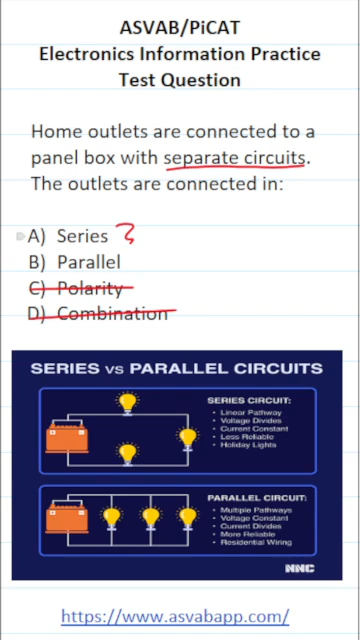 ASVAB/PiCAT
Electronics Information Practice
Test Question
Home outlets are connected to a
panel box with separate circuits.
The outlets are connected in:
A) Series
B) Parallel
C) Polarity
D) Combination
SERIES VS PARALLEL CIRCUITS
SERIES CIRCUIT:
• Linear Pathway
• Voltage Divides
• Current Constant
• Less Reliable
• Holiday Lights
PARALLEL CIRCUIT:
• Multiple Pathways
• Voltage Constant
• Current Divides
• More Reliable
• Residential Wiring
NNC
https://www.asvabapp.com/